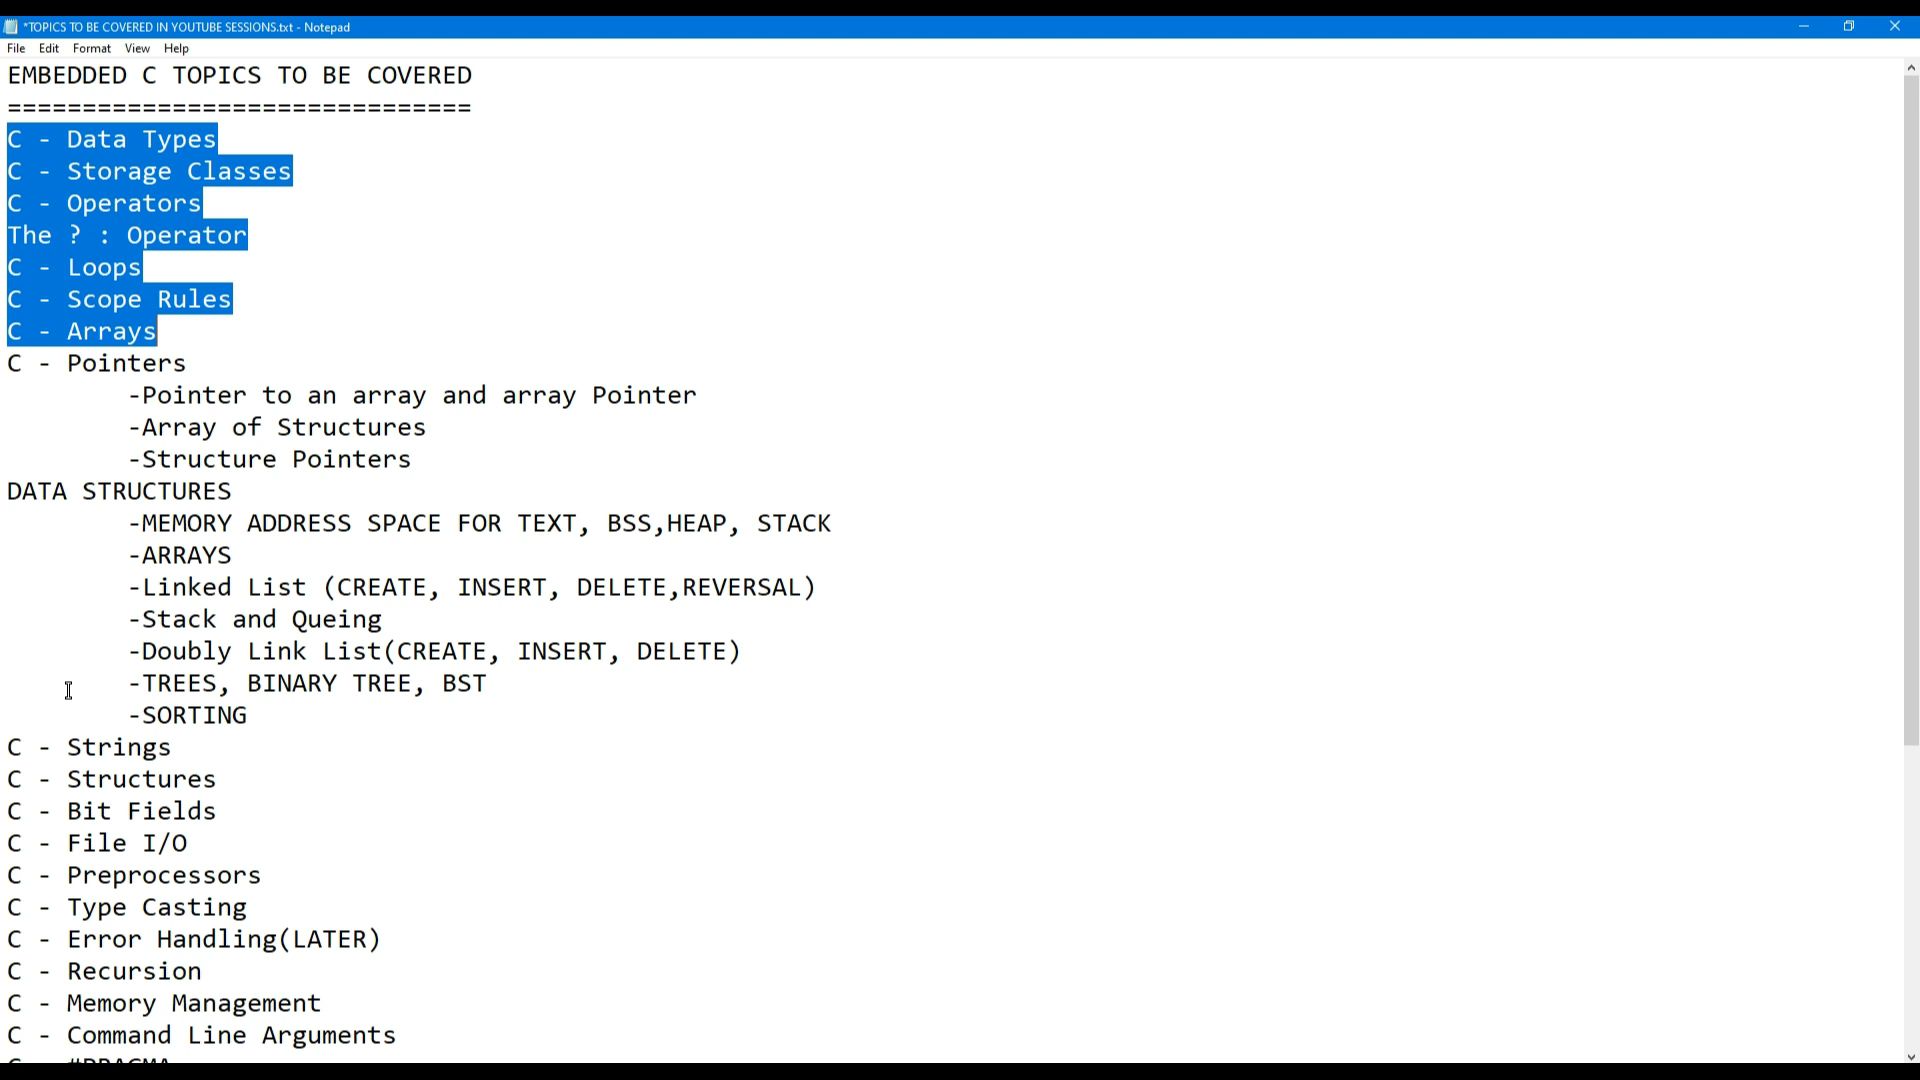 *TOPICS TO BE COVERED IN YOUTUBE SESSIONS.txt - Notepad
File Edit Format View Help
EMBEDDED C TOPICS TO BE COVERED
===============================
C - Data Types
C - Storage Classes
C - Operators
The ? : Operator
C - Loops
C - Scope Rules
C - Arrays
C - Pointers
-Pointer to an array and array Pointer
-Array of Structures
-Structure Pointers
DATA STRUCTURES
-MEMORY ADDRESS SPACE FOR TEXT, BSS,HEAP, STACK
-ARRAYS
-Linked List (CREATE, INSERT, DELETE,REVERSAL)
-Stack and Queing
-Doubly Link List(CREATE, INSERT, DELETE)
-TREES, BINARY TREE, BST
-SORTING
C - Strings
C - Structures
C - Bit Fields
C - File I/O
C - Preprocessors
C - Type Casting
C - Error Handling(LATER)
C - Recursion
C - Memory Management
C - Command Line Arguments
C - #PRAGMA